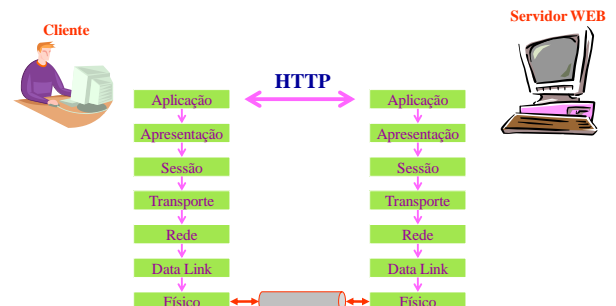 Cliente
Servidor WEB
HTTP
Aplicação
Aplicação
Apresentação
Apresentação
Sessão
Sessão
Transporte
Transporte
Rede
Rede
Data Link
Data Link
Físico
Físico